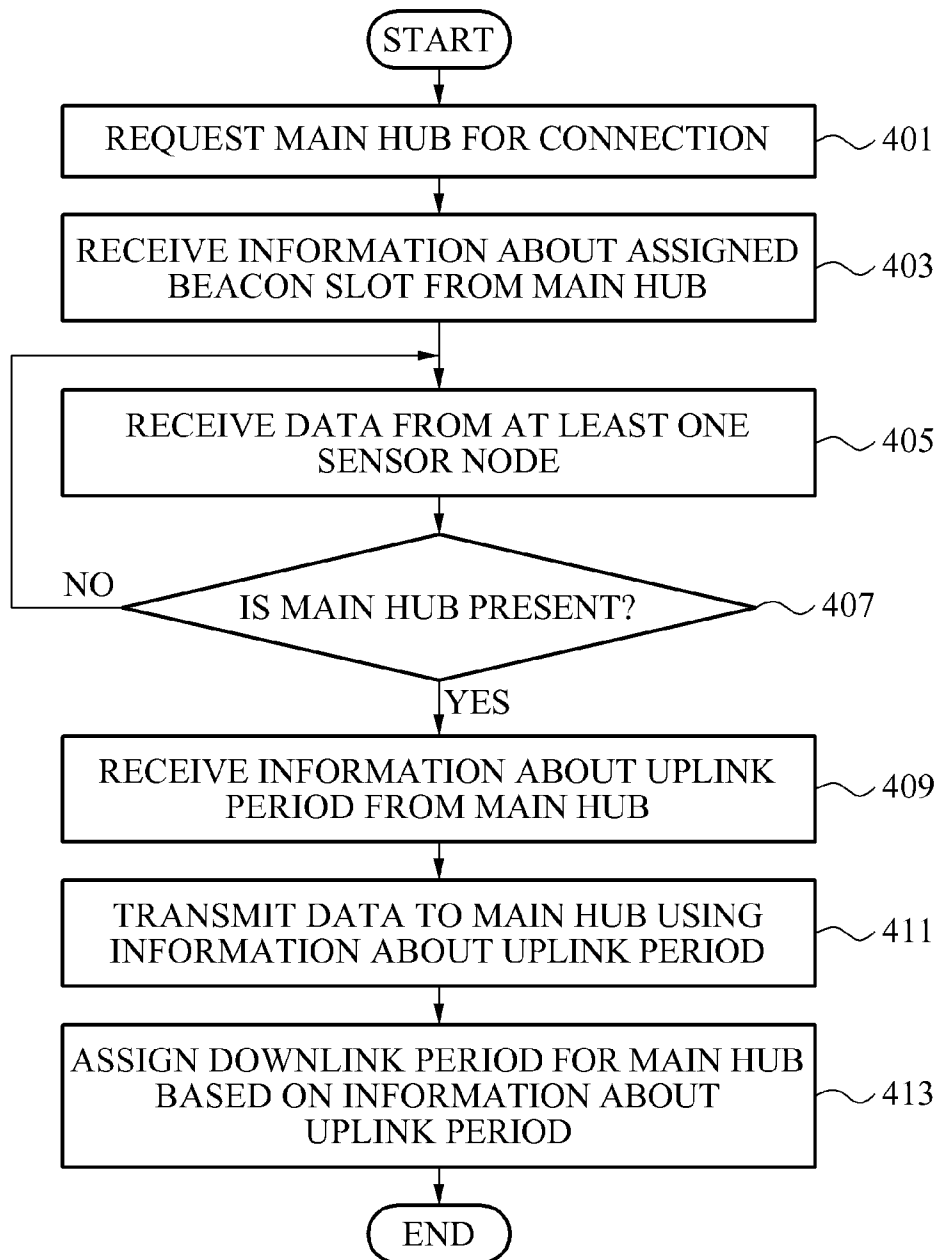 START
REQUEST MAIN HUB FOR CONNECTION
401
RECEIVE INFORMATION ABOUT ASSIGNED
BEACON SLOT FROM MAIN HUB
403
RECEIVE DATA FROM AT LEAST ONE
SENSOR NODE
405
NO
IS MAIN HUB PRESENT?
407
YES
RECEIVE INFORMATION ABOUT UPLINK
PERIOD FROM MAIN HUB
409
TRANSMIT DATA TO MAIN HUB USING
INFORMATION ABOUT UPLINK PERIOD
411
ASSIGN DOWNLINK PERIOD FOR MAIN HUB
BASED ON INFORMATION ABOUT
UPLINK PERIOD
413
END